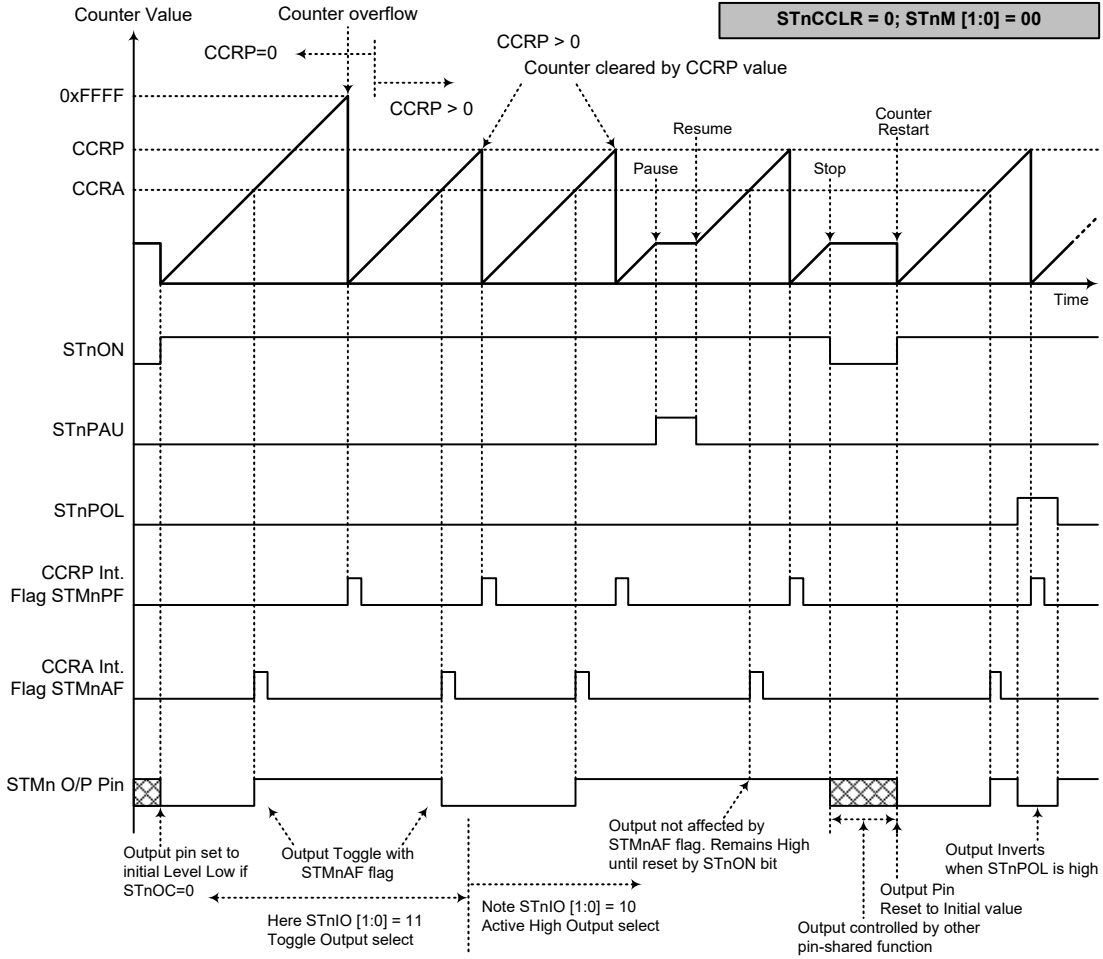 Counter Value
Counter overflow
STnCCLR = 0; STnM [1:0] = 00
CCRP=0
CCRP > 0
CCRP > 0
Counter cleared by CCRP value
0xFFFF
CCRP
CCRA
Pause
Resume
Stop
Counter
Restart
Time
STnON
STnPAU
STnPOL
CCRP Int.
Flag STMnPF
CCRA Int.
Flag STMnAF
STMn O/P Pin
Output pin set to
initial Level Low if
STnOC=0
Output Toggle with
STMnAF flag
Here STnIO [1:0] = 11
Toggle Output select
Note STnIO [1:0] = 10
Active High Output select
Output not affected by
STMnAF flag. Remains High
until reset by STnON bit
Output controlled by other
pin-shared function
Output Pin
Reset to Initial value
Output Inverts
when STnPOL is high